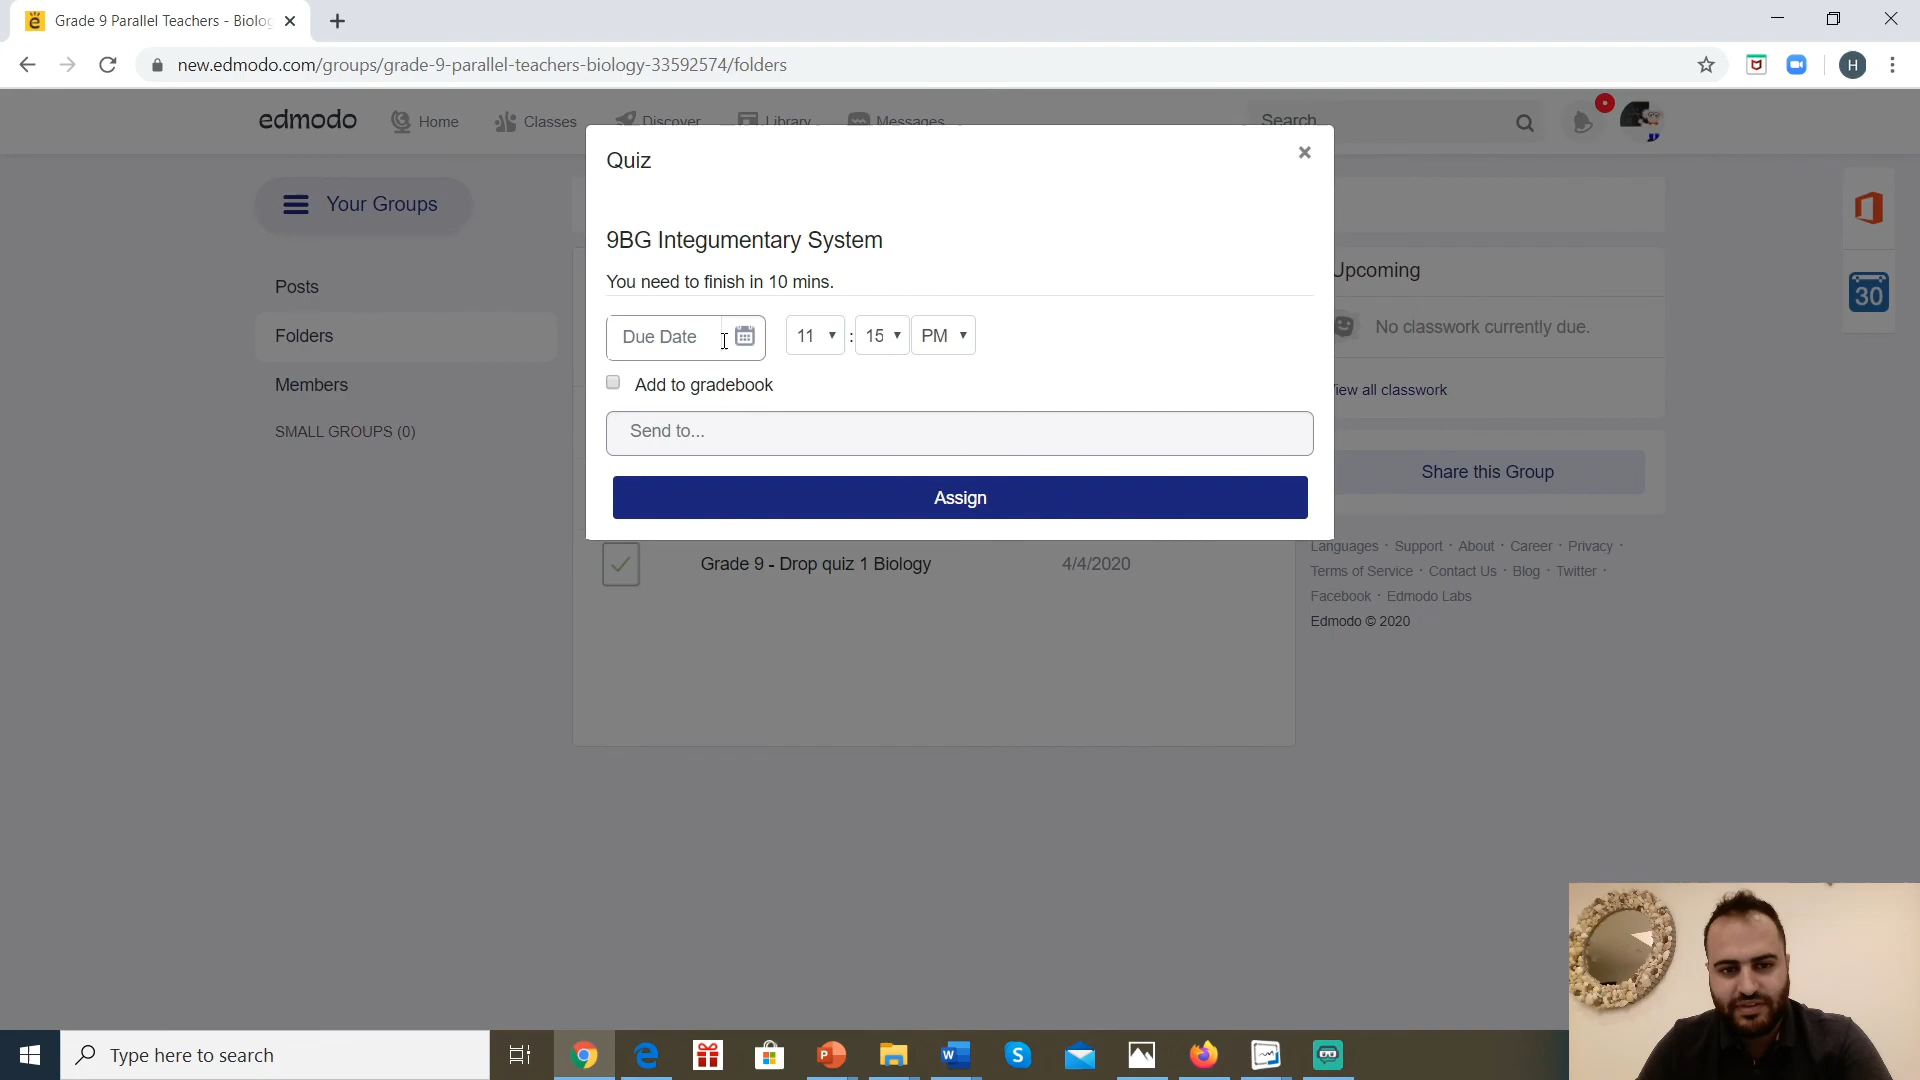 Grade 9 Parallel Teachers - Biolog
new.edmodo.com/groups/grade-9-parallel-teachers-biology-33592574/folders
H
edmodo
Home
Classes
Discover
Library
Messages
Search
Your Groups
Posts
Folders
Members
SMALL GROUPS (0)
Quiz
9BG Integumentary System
You need to finish in 10 mins.
Due Date
11 : 15 PM
Add to gradebook
Send to...
Assign
Grade 9 - Drop quiz 1 Biology 4/4/2020
Upcoming
No classwork currently due.
View all classwork
Share this Group
Languages · Support · About · Career · Privacy ·
Terms of Service · Contact Us · Blog · Twitter ·
Facebook · Edmodo Labs
Edmodo © 2020
30
Type here to search